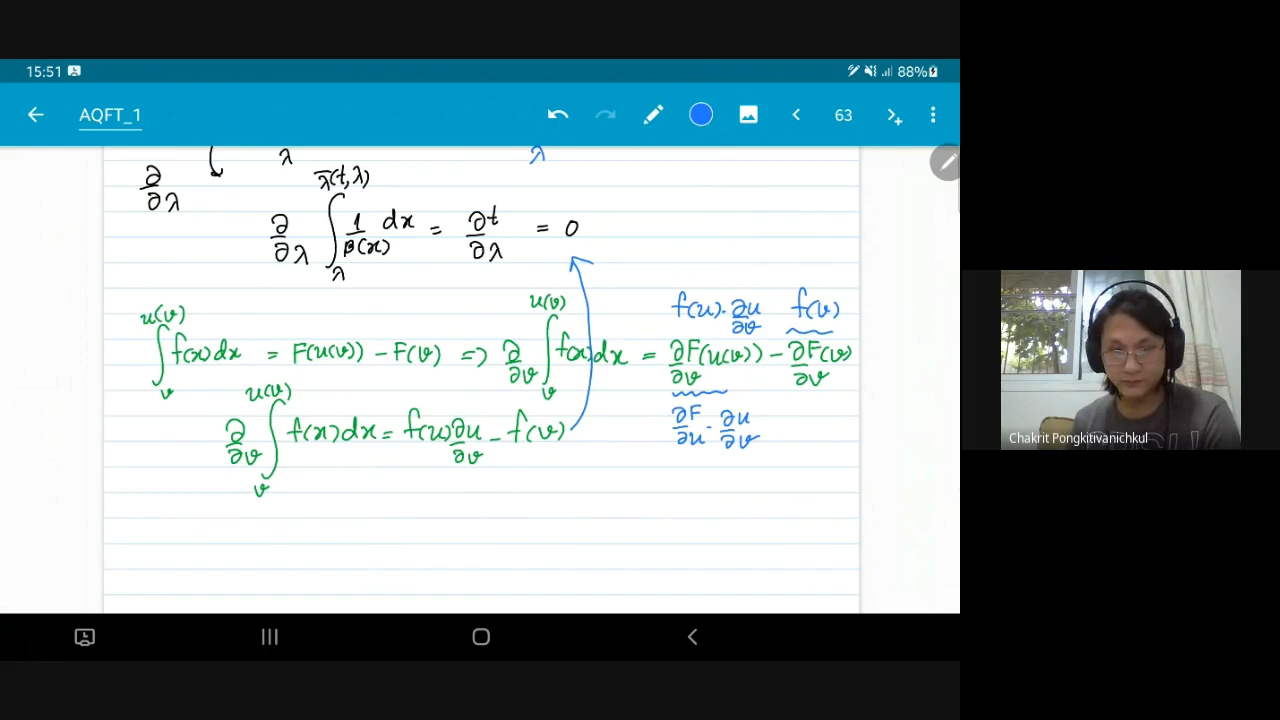 15:51 88%
AQFT_1 63
λ λ
∂/∂λ
∂/∂λ ∫_λ^{λ̄(t,λ)} 1/β(x) dx = ∂t/∂λ = 0
f(u)·∂u/∂v f(v)
∫_v^{u(v)} f(x)dx = F(u(v)) – F(v) => ∂/∂v ∫_v^{u(v)} f(x)dx = ∂F(u(v))/∂v – ∂F(v)/∂v
∂/∂v ∫_v^{u(v)} f(x)dx = f(u)∂u/∂v – f(v)
∂F/∂u · ∂u/∂v
Chakrit Pongkitivanichkul